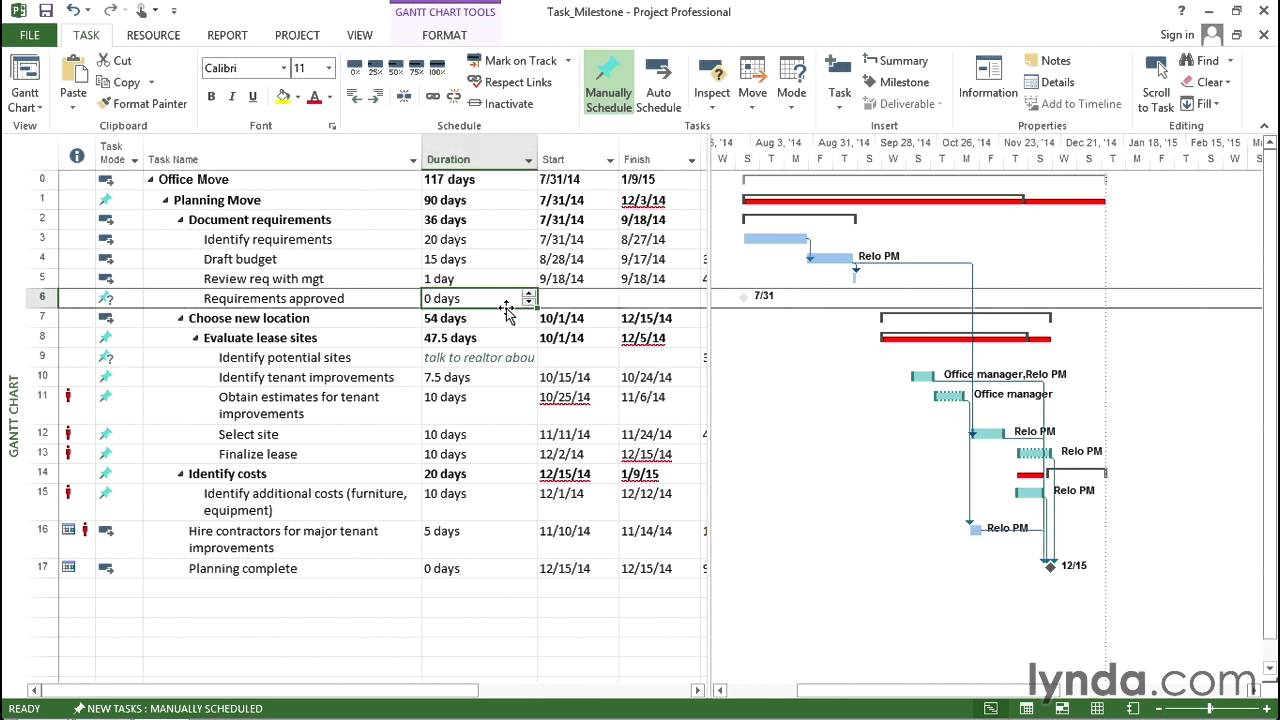 GANTT CHART TOOLS
Task_Milestone - Project Professional
?
FILE TASK RESOURCE REPORT PROJECT VIEW FORMAT
Sign in
Gantt Chart
View
Paste
Cut
Copy
Format Painter
Clipboard
Calibri 11
B I U A
Font
0% 25% 50% 75% 100%
Mark on Track
Respect Links
Inactivate
Schedule
Manually Schedule
Auto Schedule
Inspect
Move
Mode
Tasks
Task
Summary
Milestone
Deliverable
Insert
Information
Notes
Details
Add to Timeline
Properties
Scroll to Task
Find
Clear
Fill
Editing
Task Mode Task Name Duration Start Finish
, '14 Aug 3, '14 Aug 31, '14 Sep 28, '14 Oct 26, '14 Nov 23, '14 Dec 21, '14 Jan 18, '15 Feb 15, '15
W S S T M F T S W S T M F T S W S
0 Office Move 117 days 7/31/14 1/9/15
1 Planning Move 90 days 7/31/14 12/3/14
2 Document requirements 36 days 7/31/14 9/18/14
3 Identify requirements 20 days 7/31/14 8/27/14
4 Draft budget 15 days 8/28/14 9/17/14 3 Relo PM
5 Review req with mgt 1 day 9/18/14 9/18/14 4
6 Requirements approved 0 days 7/31
7 Choose new location 54 days 10/1/14 12/15/14
8 Evaluate lease sites 47.5 days 10/1/14 12/5/14
9 Identify potential sites talk to realtor abou 3
10 Identify tenant improvements 7.5 days 10/15/14 10/24/14 Office manager,Relo PM
11 Obtain estimates for tenant improvements 10 days 10/25/14 11/6/14 Office manager
12 Select site 10 days 11/11/14 11/24/14 4 Relo PM
13 Finalize lease 10 days 12/2/14 12/15/14 Relo PM
14 Identify costs 20 days 12/15/14 1/9/15
15 Identify additional costs (furniture, equipment) 10 days 12/1/14 12/12/14 Relo PM
16 Hire contractors for major tenant improvements 5 days 11/10/14 11/14/14 1 Relo PM
17 Planning complete 0 days 12/15/14 12/15/14 9 12/15
GANTT CHART
lynda.com
READY NEW TASKS : MANUALLY SCHEDULED